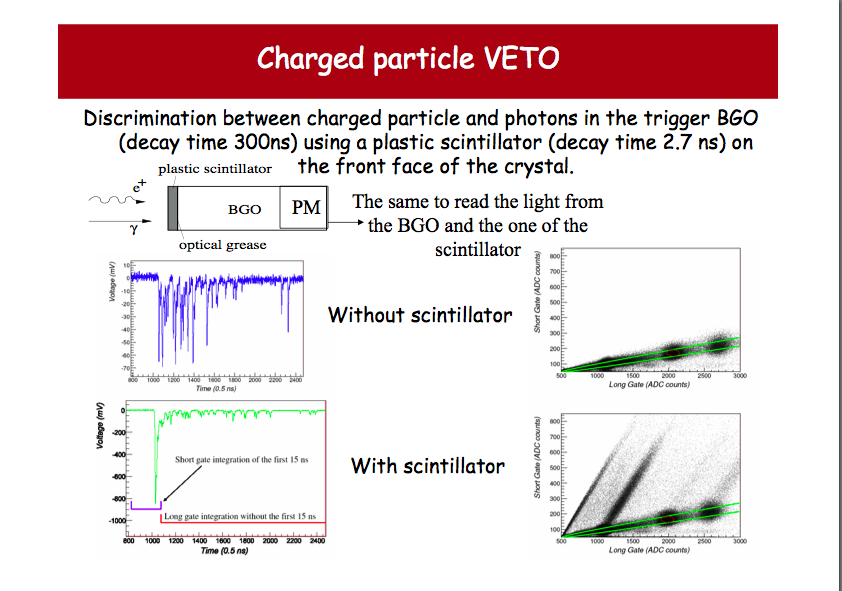 Charged particle VETO
Discrimination between charged particle and photons in the trigger BGO
(decay time 300ns) using a plastic scintillator (decay time 2.7 ns) on
the front face of the crystal.
plastic scintillator
e+
γ
BGO
PM
optical grease
The same to read the light from
the BGO and the one of the
scintillator
Voltage (mV)
10
0
-10
-20
-30
-40
-50
-60
-70
800 1000 1200 1400 1600 1800 2000 2200 2400
Time (0.5 ns)
Without scintillator
Short Gate (ADC counts)
800
700
600
500
400
300
200
100
500 1000 1500 2000 2500 3000
Long Gate (ADC counts)
Voltage (mV)
0
-200
-400
-600
-800
-1000
Short gate integration of the first 15 ns
Long gate integration without the first 15 ns
800 1000 1200 1400 1600 1800 2000 2200 2400
Time (0.5 ns)
With scintillator
Short Gate (ADC counts)
800
700
600
500
400
300
200
100
500 1000 1500 2000 2500 3000
Long Gate (ADC counts)